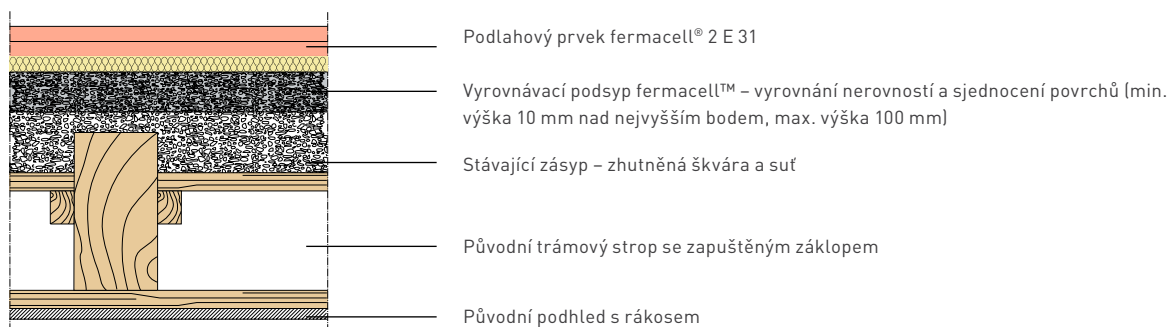 Podlahový prvek fermacell® 2 E 31
Vyrovnávací podsyp fermacell™ – vyrovnání nerovností a sjednocení povrchů (min.
výška 10 mm nad nejvyšším bodem, max. výška 100 mm)
Stávající zásyp – zhutněná škvára a suť
Původní trámový strop se zapuštěným záklopem
Původní podhled s rákosem